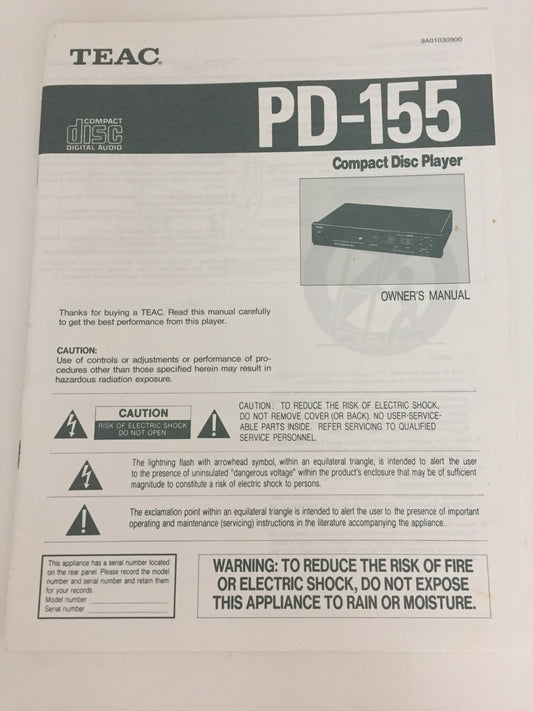 9A01030900
TEAC®
COMPACT
disc
DIGITAL AUDIO
PD-155
Compact Disc Player
OWNER'S MANUAL
Thanks for buying a TEAC. Read this manual carefully
to get the best performance from this player.
CAUTION:
Use of controls or adjustments or performance of pro-
cedures other than those specified herein may result in
hazardous radiation exposure.
CAUTION
RISK OF ELECTRIC SHOCK
DO NOT OPEN
CAUTION: TO REDUCE THE RISK OF ELECTRIC SHOCK,
DO NOT REMOVE COVER (OR BACK). NO USER-SERVICE-
ABLE PARTS INSIDE. REFER SERVICING TO QUALIFIED
SERVICE PERSONNEL.
The lightning flash with arrowhead symbol, within an equilateral triangle, is intended to alert the user
to the presence of uninsulated "dangerous voltage" within the product's enclosure that may be of sufficient
magnitude to constitute a risk of electric shock to persons.
The exclamation point within an equilateral triangle is intended to alert the user to the presence of important
operating and maintenance (servicing) instructions in the literature accompanying the appliance.
This appliance has a serial number located
on the rear panel. Please record the model
number and serial number and retain them
for your records.
Model number
Serial number
WARNING: TO REDUCE THE RISK OF FIRE
OR ELECTRIC SHOCK, DO NOT EXPOSE
THIS APPLIANCE TO RAIN OR MOISTURE.